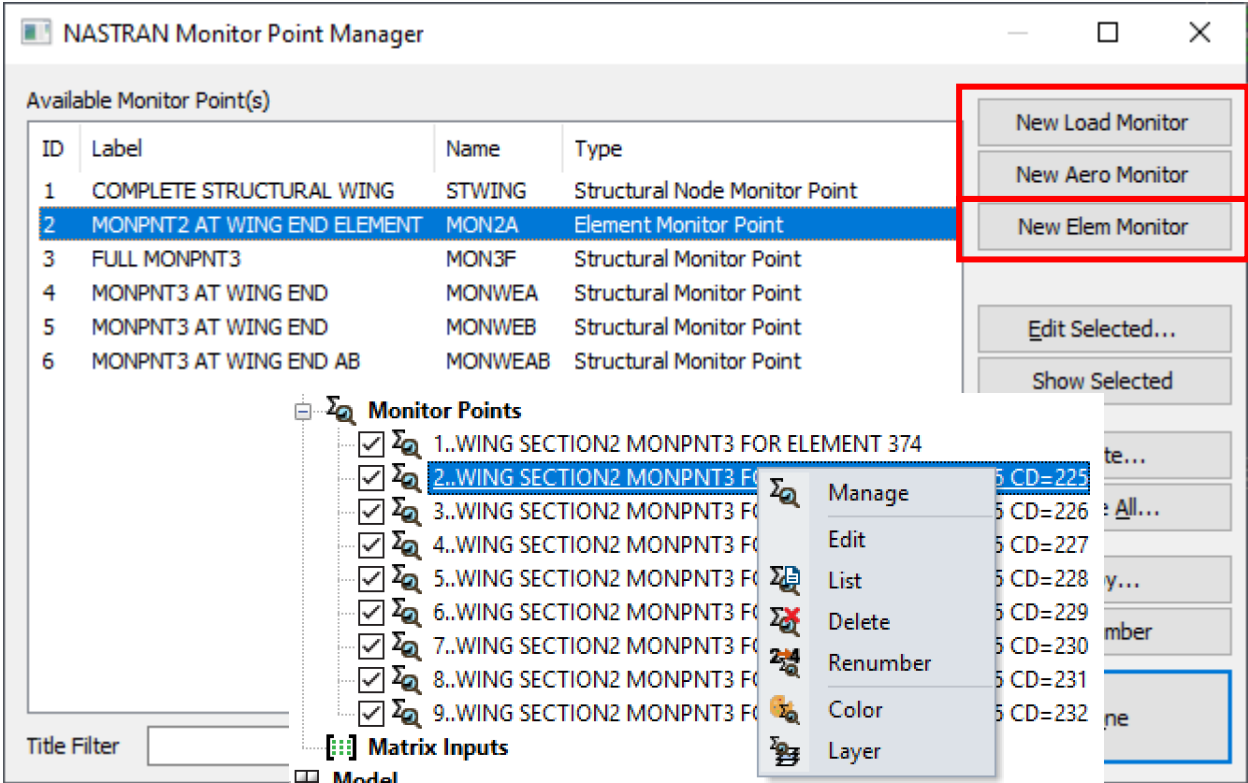 NASTRAN Monitor Point Manager
Available Monitor Point(s)
ID Label Name Type
1 COMPLETE STRUCTURAL WING STWING Structural Node Monitor Point
2 MONPNT2 AT WING END ELEMENT MON2A Element Monitor Point
3 FULL MONPNT3 MON3F Structural Monitor Point
4 MONPNT3 AT WING END MONWEA Structural Monitor Point
5 MONPNT3 AT WING END MONWEB Structural Monitor Point
6 MONPNT3 AT WING END AB MONWEAB Structural Monitor Point
New Load Monitor
New Aero Monitor
New Elem Monitor
Edit Selected...
Show Selected
te...
All...
y...
mber
ne
Monitor Points
1..WING SECTION2 MONPNT3 FOR ELEMENT 374
2..WING SECTION2 MONPNT3 F 5 CD=225
3..WING SECTION2 MONPNT3 F 5 CD=226
4..WING SECTION2 MONPNT3 F 5 CD=227
5..WING SECTION2 MONPNT3 F 5 CD=228
6..WING SECTION2 MONPNT3 F 5 CD=229
7..WING SECTION2 MONPNT3 F 5 CD=230
8..WING SECTION2 MONPNT3 F 5 CD=231
9..WING SECTION2 MONPNT3 F 5 CD=232
Manage
Edit
List
Delete
Renumber
Color
Layer
Title Filter
Matrix Inputs
Model